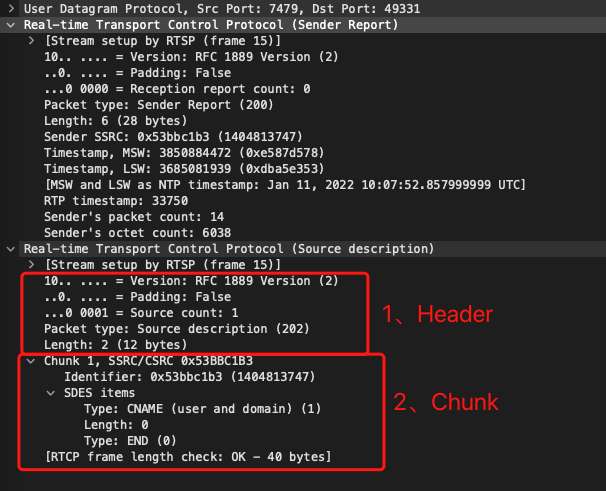 User Datagram Protocol, Src Port: 7479, Dst Port: 49331
Real-time Transport Control Protocol (Sender Report)
[Stream setup by RTSP (frame 15)]
10.. .... = Version: RFC 1889 Version (2)
..0. .... = Padding: False
...0 0000 = Reception report count: 0
Packet type: Sender Report (200)
Length: 6 (28 bytes)
Sender SSRC: 0x53bbc1b3 (1404813747)
Timestamp, MSW: 3850884472 (0xe587d578)
Timestamp, LSW: 3685081939 (0xdba5e353)
[MSW and LSW as NTP timestamp: Jan 11, 2022 10:07:52.857999999 UTC]
RTP timestamp: 33750
Sender's packet count: 14
Sender's octet count: 6038
Real-time Transport Control Protocol (Source description)
[Stream setup by RTSP (frame 15)]
10.. .... = Version: RFC 1889 Version (2)
..0. .... = Padding: False
...0 0001 = Source count: 1
Packet type: Source description (202)
Length: 2 (12 bytes)
1、Header
Chunk 1, SSRC/CSRC 0x53BBC1B3
Identifier: 0x53bbc1b3 (1404813747)
SDES items
Type: CNAME (user and domain) (1)
Length: 0
Type: END (0)
[RTCP frame length check: OK – 40 bytes]
2、Chunk